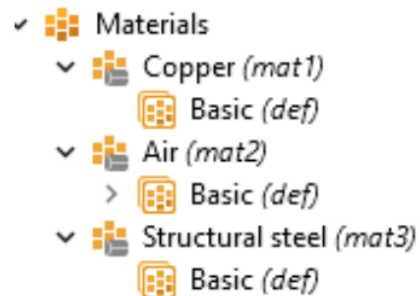 Materials
Copper (mat1)
Basic (def)
Air (mat2)
Basic (def)
Structural steel (mat3)
Basic (def)